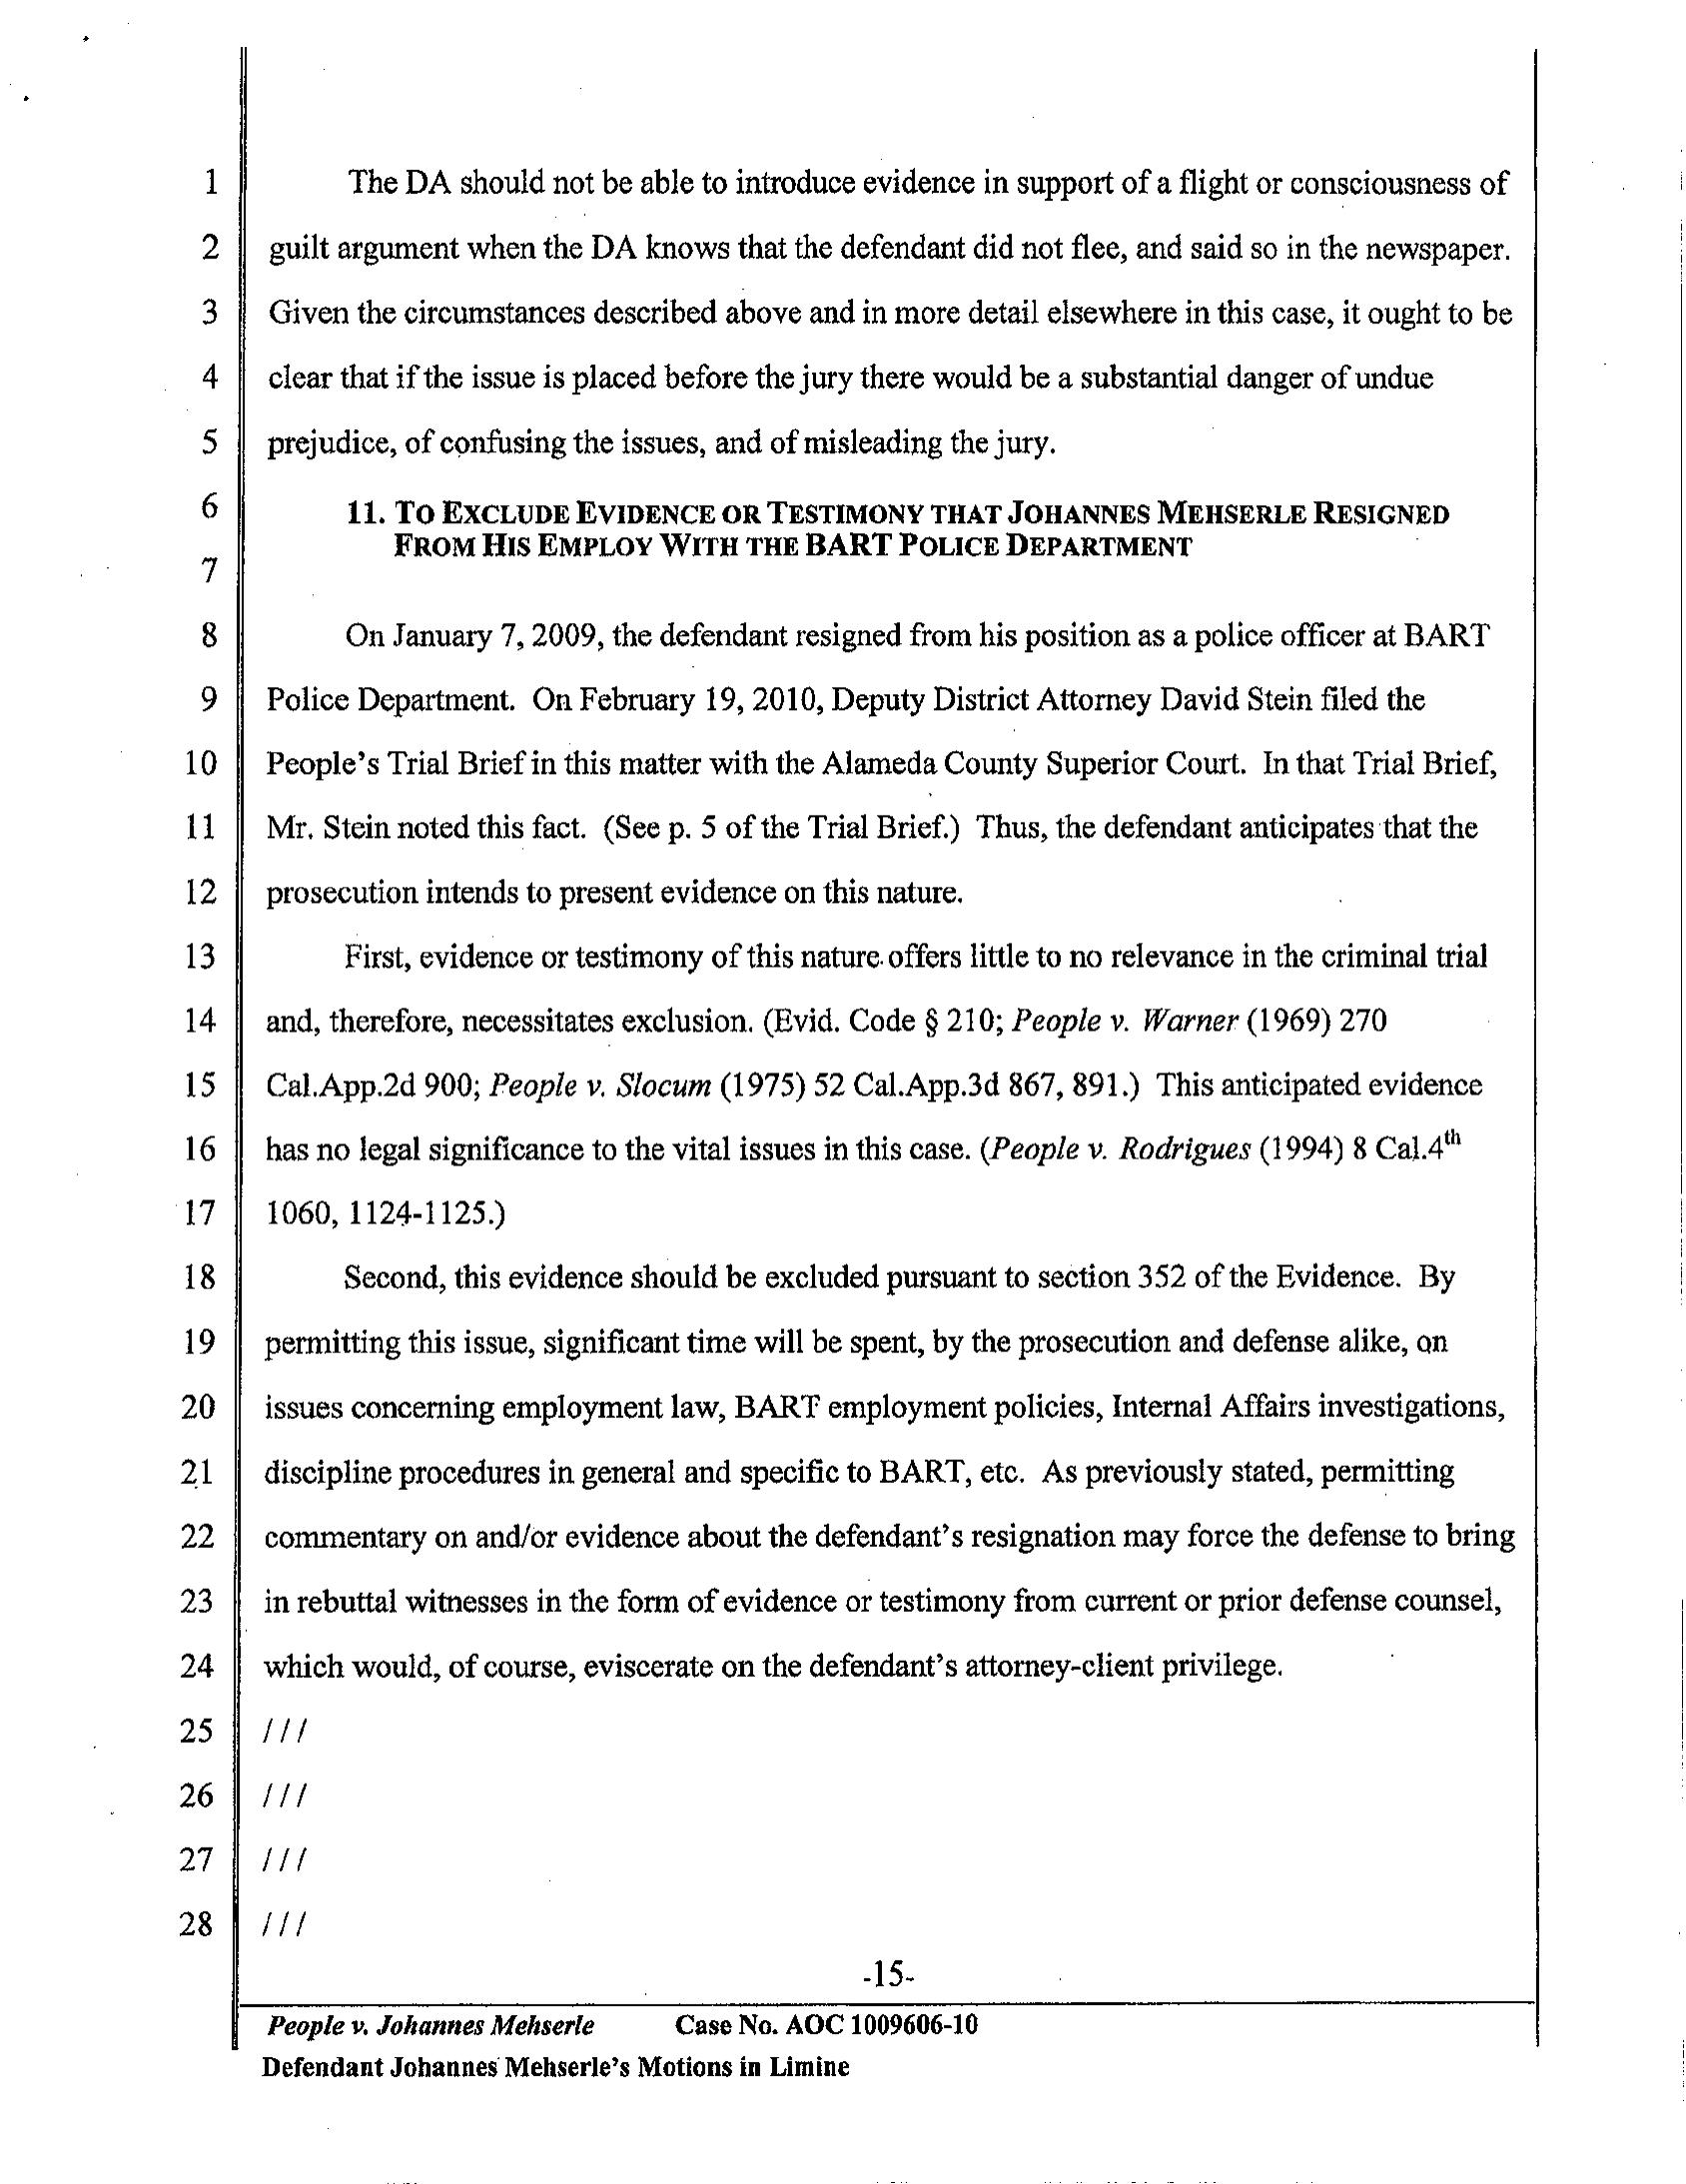 1 The DA should not be able to introduce evidence in support of a flight or consciousness of
2 guilt argument when the DA knows that the defendant did not flee, and said so in the newspaper.
3 Given the circumstances described above and in more detail elsewhere in this case, it ought to be
4 clear that if the issue is placed before the jury there would be a substantial danger of undue
5 prejudice, of confusing the issues, and of misleading the jury.
6 11. TO EXCLUDE EVIDENCE OR TESTIMONY THAT JOHANNES MEHSERLE RESIGNED
FROM HIS EMPLOY WITH THE BART POLICE DEPARTMENT
7
8 On January 7, 2009, the defendant resigned from his position as a police officer at BART
9 Police Department. On February 19, 2010, Deputy District Attorney David Stein filed the
10 People's Trial Brief in this matter with the Alameda County Superior Court. In that Trial Brief,
11 Mr. Stein noted this fact. (See p. 5 of the Trial Brief.) Thus, the defendant anticipates that the
12 prosecution intends to present evidence on this nature.
13 First, evidence or testimony of this nature offers little to no relevance in the criminal trial
14 and, therefore, necessitates exclusion. (Evid. Code § 210; People v. Warner (1969) 270
15 Cal.App.2d 900; People v. Slocum (1975) 52 Cal.App.3d 867, 891.) This anticipated evidence
16 has no legal significance to the vital issues in this case. (People v. Rodrigues (1994) 8 Cal.4th
17 1060, 1124-1125.)
18 Second, this evidence should be excluded pursuant to section 352 of the Evidence. By
19 permitting this issue, significant time will be spent, by the prosecution and defense alike, on
20 issues concerning employment law, BART employment policies, Internal Affairs investigations,
21 discipline procedures in general and specific to BART, etc. As previously stated, permitting
22 commentary on and/or evidence about the defendant's resignation may force the defense to bring
23 in rebuttal witnesses in the form of evidence or testimony from current or prior defense counsel,
24 which would, of course, eviscerate on the defendant's attorney-client privilege.
25 ///
26 ///
27 ///
28 ///
-15-
People v. Johannes Mehserle Case No. AOC 1009606-10
Defendant Johannes Mehserle's Motions in Limine